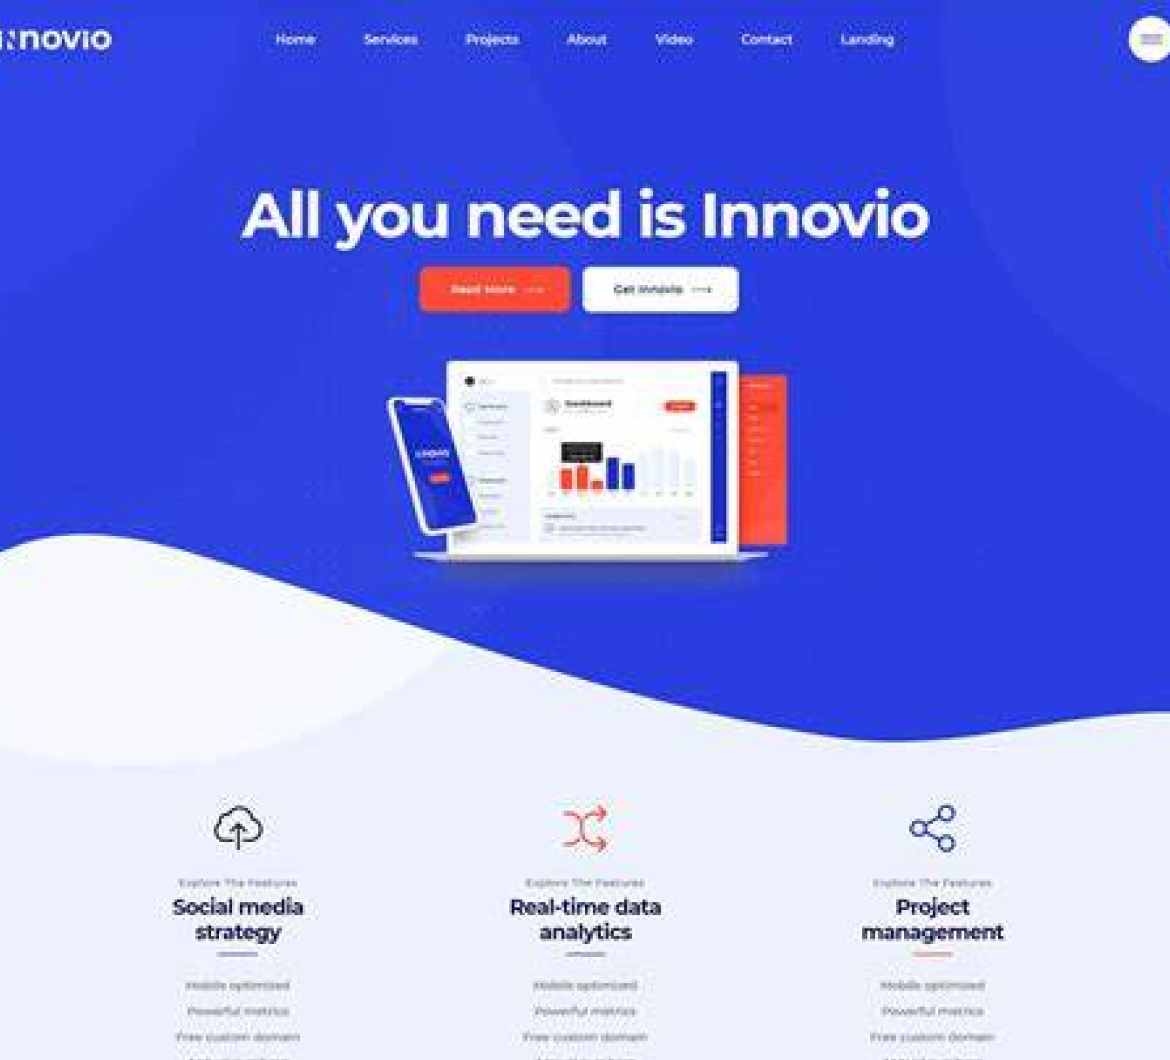 innovio
Home Services Projects About Video Contact Landing
All you need is Innovio
Read More Get Innovio
Dashboard
Explore The Features Explore The Features Explore The Features
Social media Real-time data Project
strategy analytics management
Mobile optimized Mobile optimized Mobile optimized
Powerful metrics Powerful metrics Powerful metrics
Free custom domain Free custom domain Free custom domain